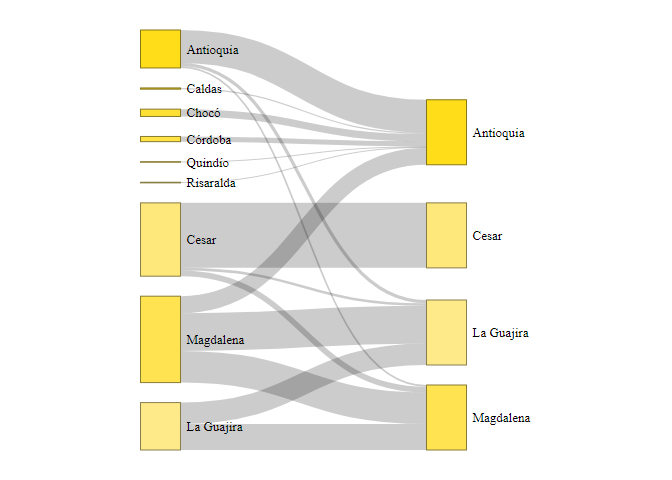 Antioquia
Caldas
Chocó
Córdoba
Quindío
Risaralda
Cesar
Magdalena
La Guajira
Antioquia
Cesar
La Guajira
Magdalena